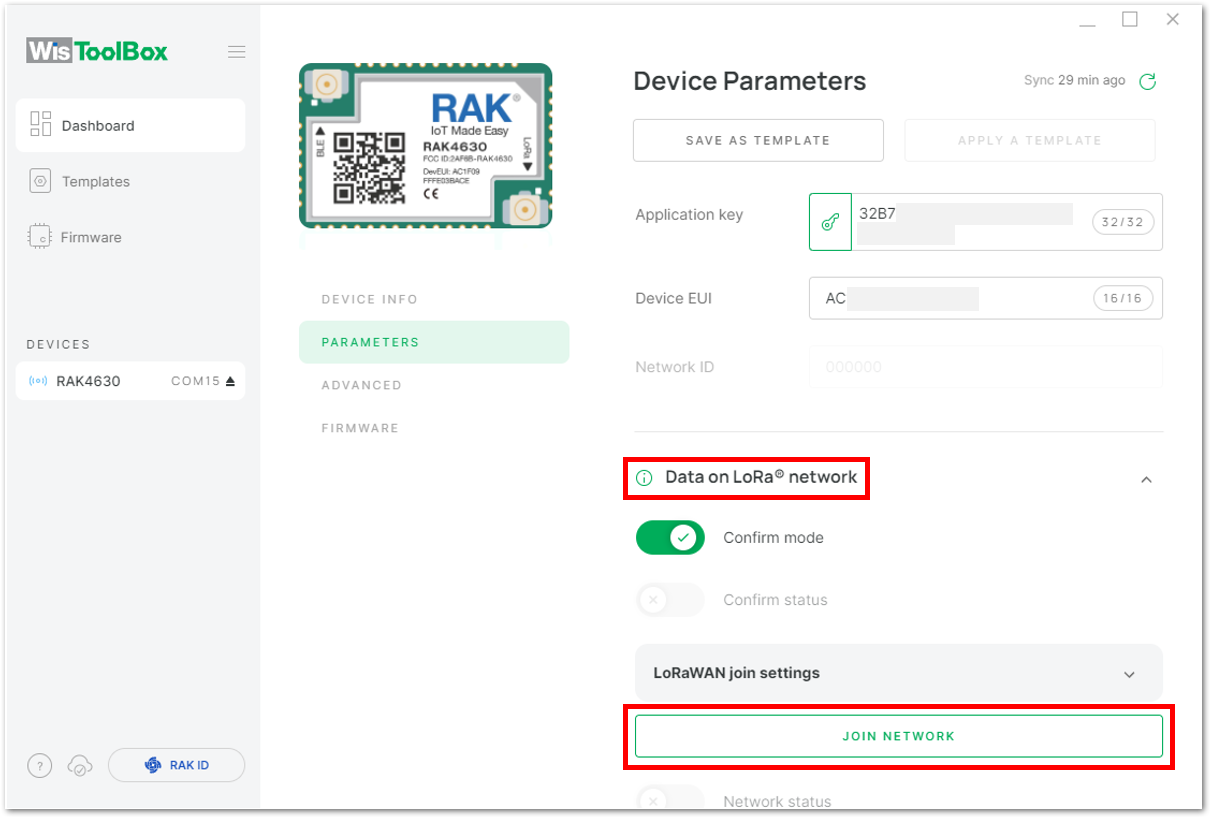 WisToolBox
Dashboard
Templates
Firmware
DEVICES
RAK4630 COM15
?
RAK ID
RAK®
IoT Made Easy
RAK4630
FCC ID:2AF6B-RAK4630
DevEUI: AC1F09
FFFE03BACE
CE
BLE
LoRa
DEVICE INFO
PARAMETERS
ADVANCED
FIRMWARE
Device Parameters
Sync 29 min ago
SAVE AS TEMPLATE
APPLY A TEMPLATE
Application key 32B7 32/32
Device EUI AC 16/16
Network ID 000000
Data on LoRa® network
Confirm mode
Confirm status
LoRaWAN join settings
JOIN NETWORK
Network status